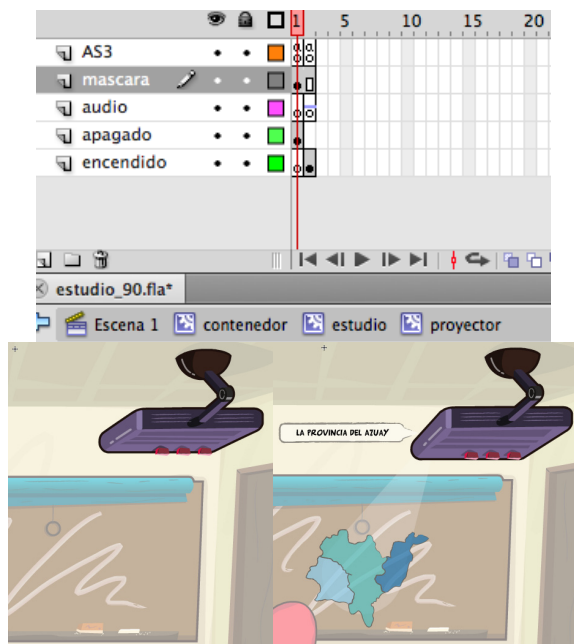 1 5 10 15 20
AS3
mascara
audio
apagado
encendido
estudio_90.fla*
Escena 1 contenedor estudio proyector
LA PROVINCIA DEL AZUAY